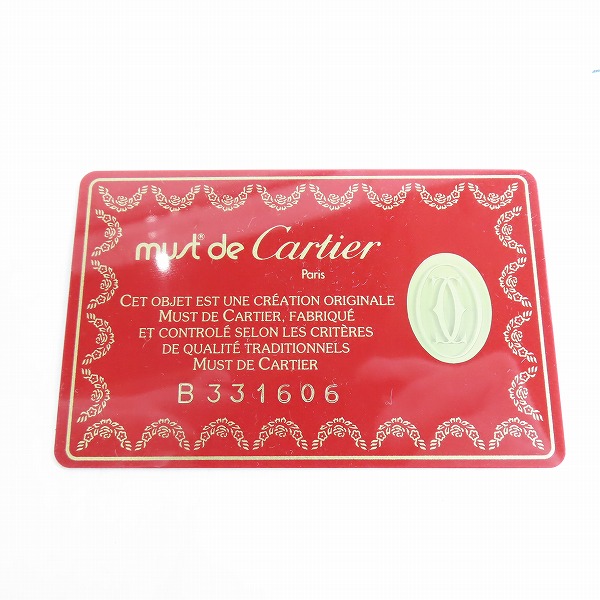 must® de Cartier
Paris
CET OBJET EST UNE CRÉATION ORIGINALE
MUST DE CARTIER, FABRIQUÉ
ET CONTROLÉ SELON LES CRITÈRES
DE QUALITÉ TRADITIONNELS
MUST DE CARTIER
B 331606